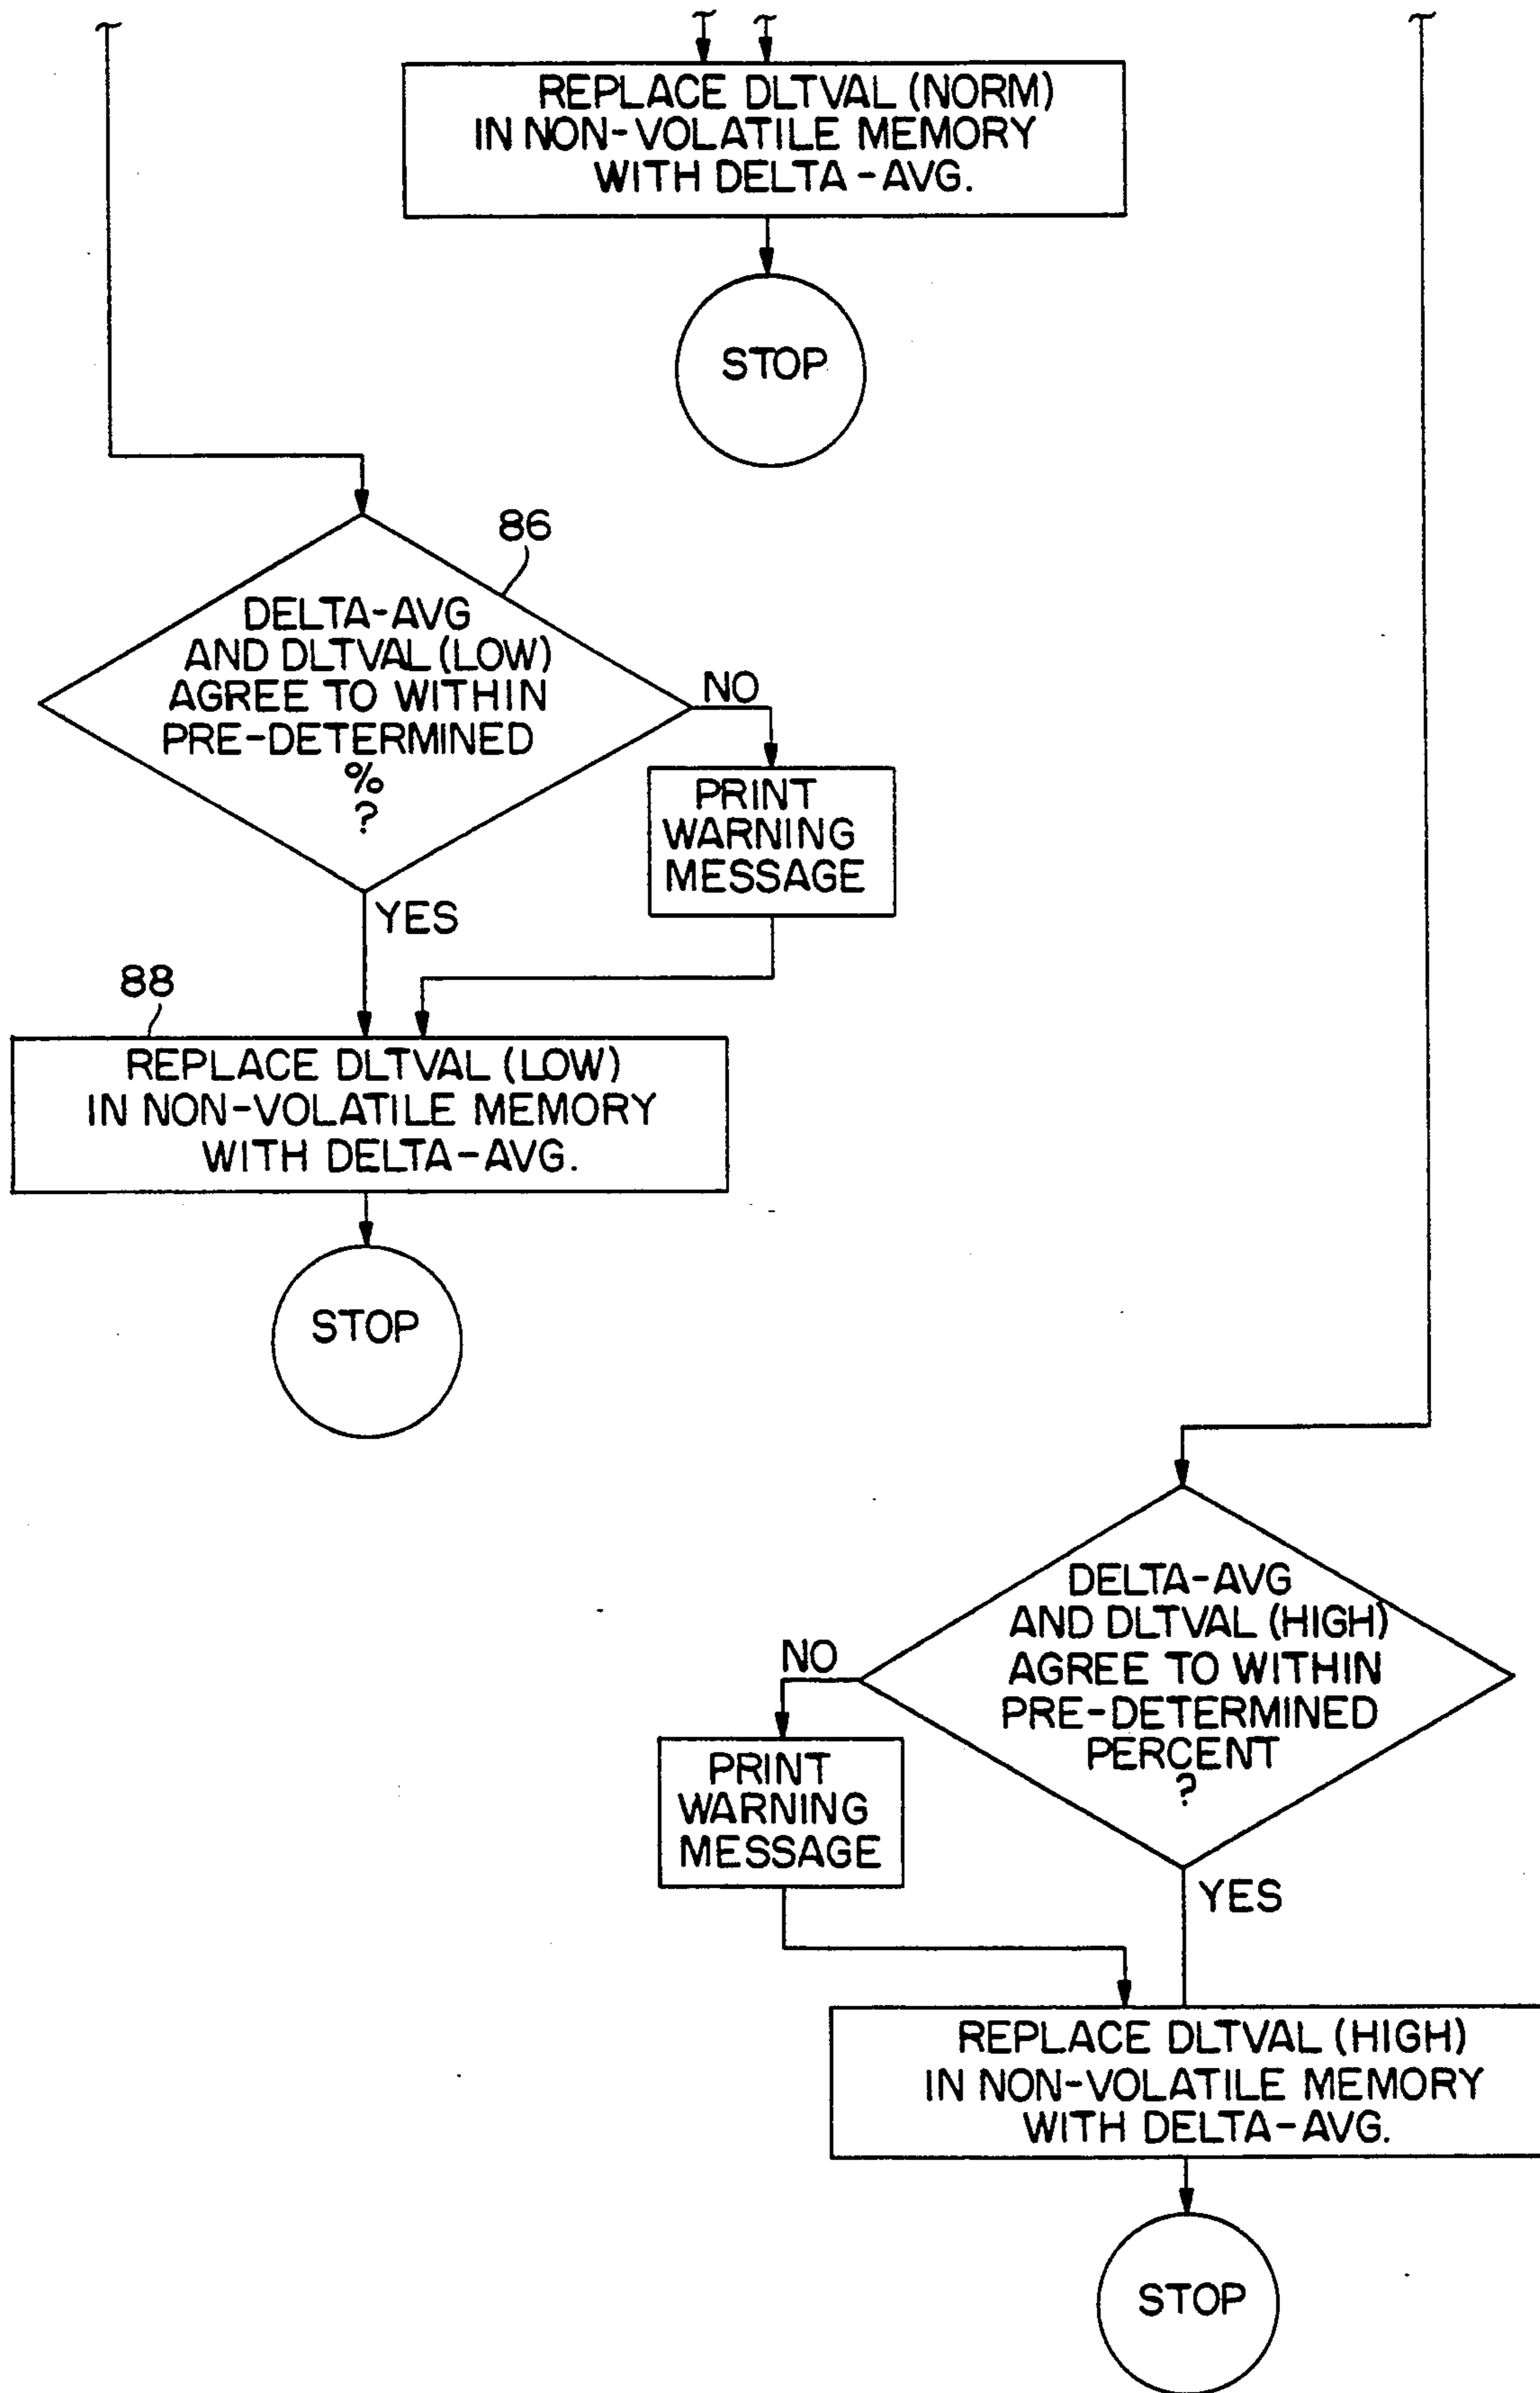 REPLACE DLTVAL (NORM)
IN NON-VOLATILE MEMORY
WITH DELTA-AVG.
STOP
86
DELTA-AVG
AND DLTVAL (LOW)
AGREE TO WITHIN
PRE-DETERMINED
%
?
NO
PRINT
WARNING
MESSAGE
YES
88
REPLACE DLTVAL (LOW)
IN NON-VOLATILE MEMORY
WITH DELTA-AVG.
STOP
DELTA-AVG
AND DLTVAL (HIGH)
AGREE TO WITHIN
PRE-DETERMINED
PERCENT
?
NO
PRINT
WARNING
MESSAGE
YES
REPLACE DLTVAL (HIGH)
IN NON-VOLATILE MEMORY
WITH DELTA-AVG.
STOP